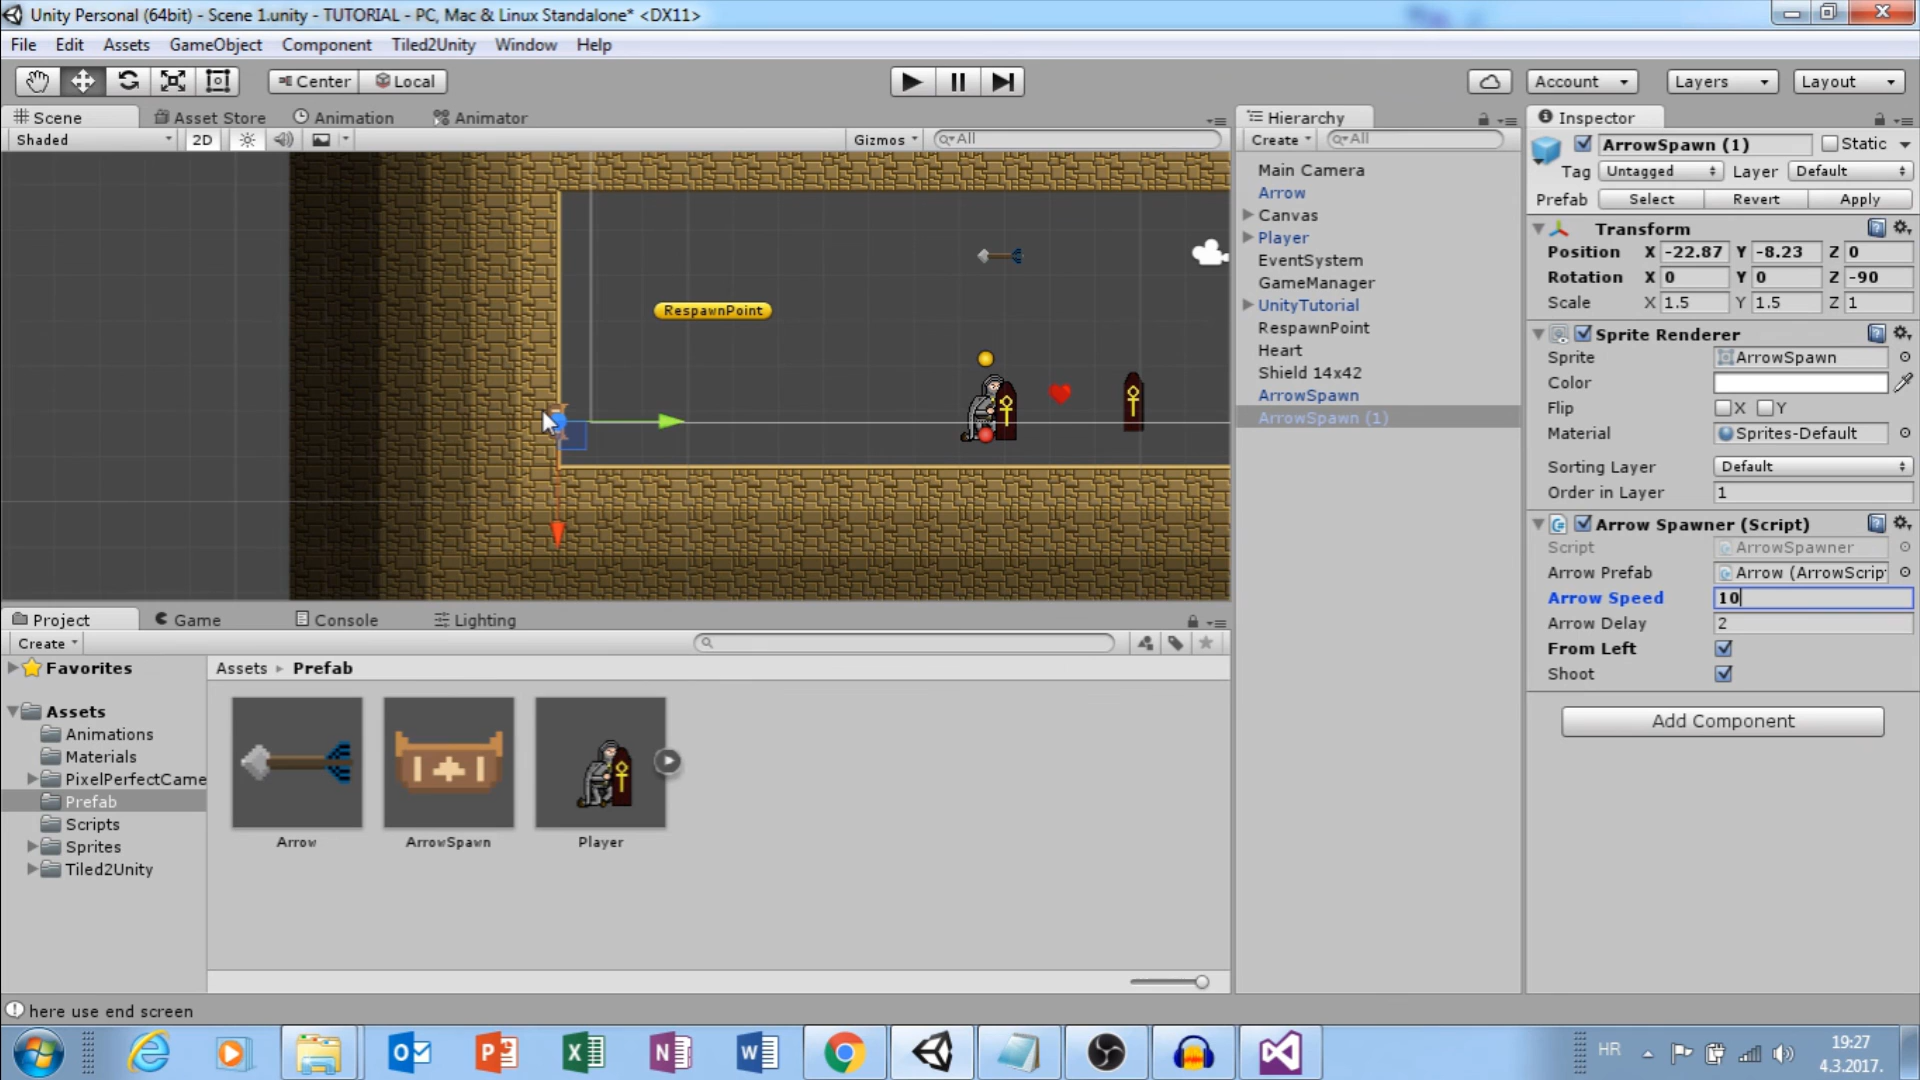 Unity Personal (64bit) - Scene 1.unity - TUTORIAL - PC, Mac & Linux Standalone* <DX11>
File Edit Assets GameObject Component Tiled2Unity Window Help
Center Local Account Layers Layout
Scene Asset Store Animation Animator
Shaded 2D Gizmos All
RespawnPoint
Hierarchy
Create All
Main Camera
Arrow
Canvas
Player
EventSystem
GameManager
UnityTutorial
RespawnPoint
Heart
Shield 14x42
ArrowSpawn
ArrowSpawn (1)
Inspector
ArrowSpawn (1) Static
Tag Untagged Layer Default
Prefab Select Revert Apply
Transform
Position X -22.87 Y -8.23 Z 0
Rotation X 0 Y 0 Z -90
Scale X 1.5 Y 1.5 Z 1
Sprite Renderer
Sprite ArrowSpawn
Color
Flip X Y
Material Sprites-Default
Sorting Layer Default
Order in Layer 1
Arrow Spawner (Script)
Script ArrowSpawner
Arrow Prefab Arrow (ArrowScrip
Arrow Speed 10
Arrow Delay 2
From Left
Shoot
Add Component
Project Game Console Lighting
Create
Favorites
Assets
Animations
Materials
PixelPerfectCame
Prefab
Scripts
Sprites
Tiled2Unity
Assets Prefab
Arrow ArrowSpawn Player
here use end screen
HR
19:27
4.3.2017.